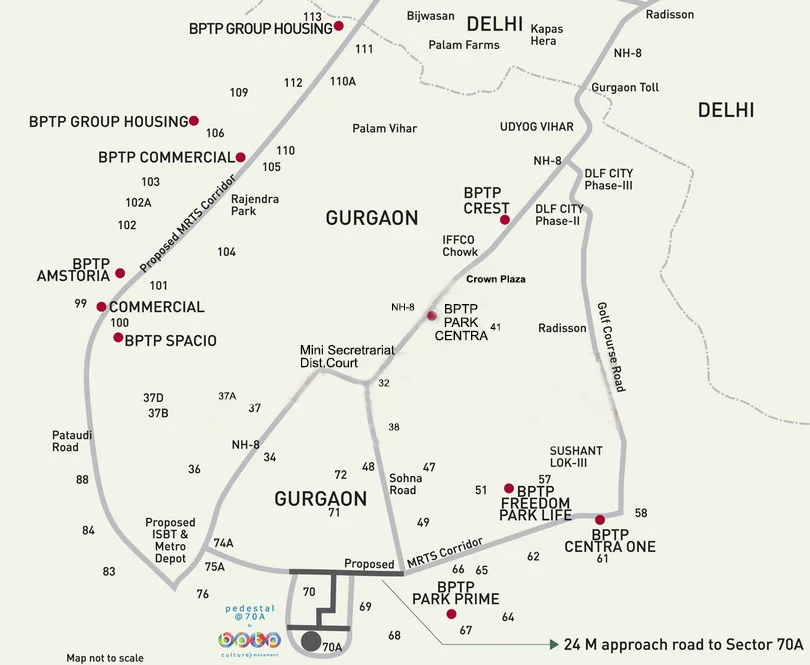 113
BPTP GROUP HOUSING
Bijwasan
DELHI
Kapas
Hera
Palam Farms
Radisson
111
NH-8
112
110A
109
Gurgaon Toll
DELHI
BPTP GROUP HOUSING
106
Palam Vihar
UDYOG VIHAR
BPTP COMMERCIAL
110
105
NH-8
DLF CITY
Phase-III
103
102A
102
Proposed MRTS Corridor
Rajendra
Park
BPTP
CREST
GURGAON
DLF CITY
Phase-II
IFFCO
Chowk
104
BPTP
AMSTORIA
101
Crown Plaza
99
COMMERCIAL
100
BPTP SPACIO
NH-8
BPTP
PARK
CENTRA
41
Radisson
Golf Course Road
Mini Secretrariat
Dist.Court
32
37D
37B
37A
37
38
Pataudi
Road
NH-8
34
36
88
72
48
Sohna
Road
47
SUSHANT
LOK-III
57
51
BPTP
FREEDOM
PARK LIFE
GURGAON
71
49
58
84
Proposed
ISBT &
Metro
Depot
74A
75A
BPTP
CENTRA ONE
61
83
76
Proposed
MRTS Corridor
62
66
65
BPTP
PARK PRIME
70
69
64
67
68
70A
pedestal
@70A
by
bptp
culture}movement
24 M approach road to Sector 70A
Map not to scale